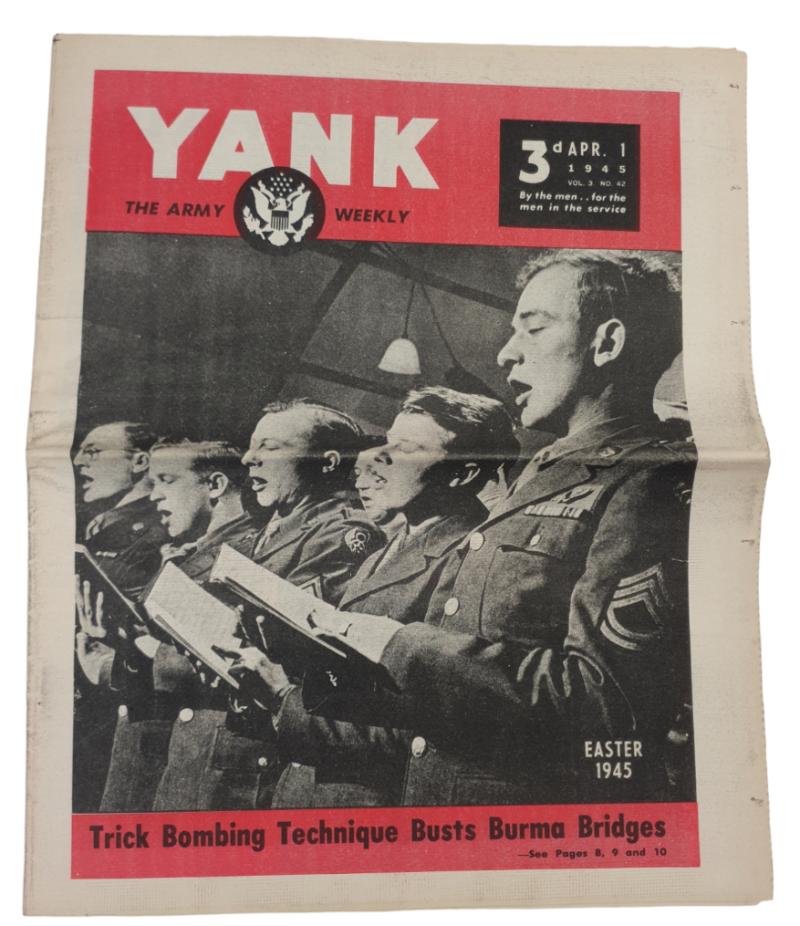 YANK
THE ARMY WEEKLY
3d APR. 1
1945
VOL. 3 NO. 42
By the men . . for the
men in the service
EASTER
1945
Trick Bombing Technique Busts Burma Bridges
—See Pages 8, 9 and 10